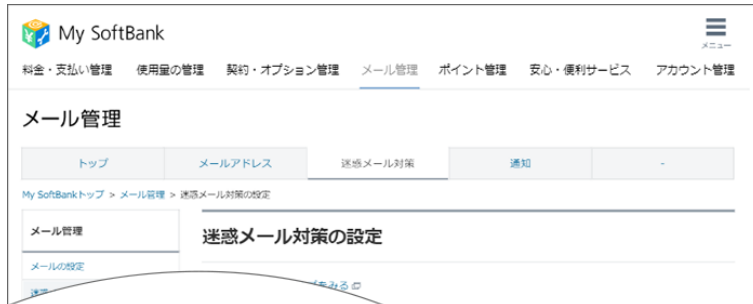 My SoftBank
メニュー
料金・支払い管理 使用量の管理 契約・オプション管理 メール管理 ポイント管理 安心・便利サービス アカウント管理
メール管理
トップ メールアドレス 迷惑メール対策 通知 -
My SoftBankトップ > メール管理 > 迷惑メール対策の設定
メール管理
迷惑メール対策の設定
メールの設定
をみる